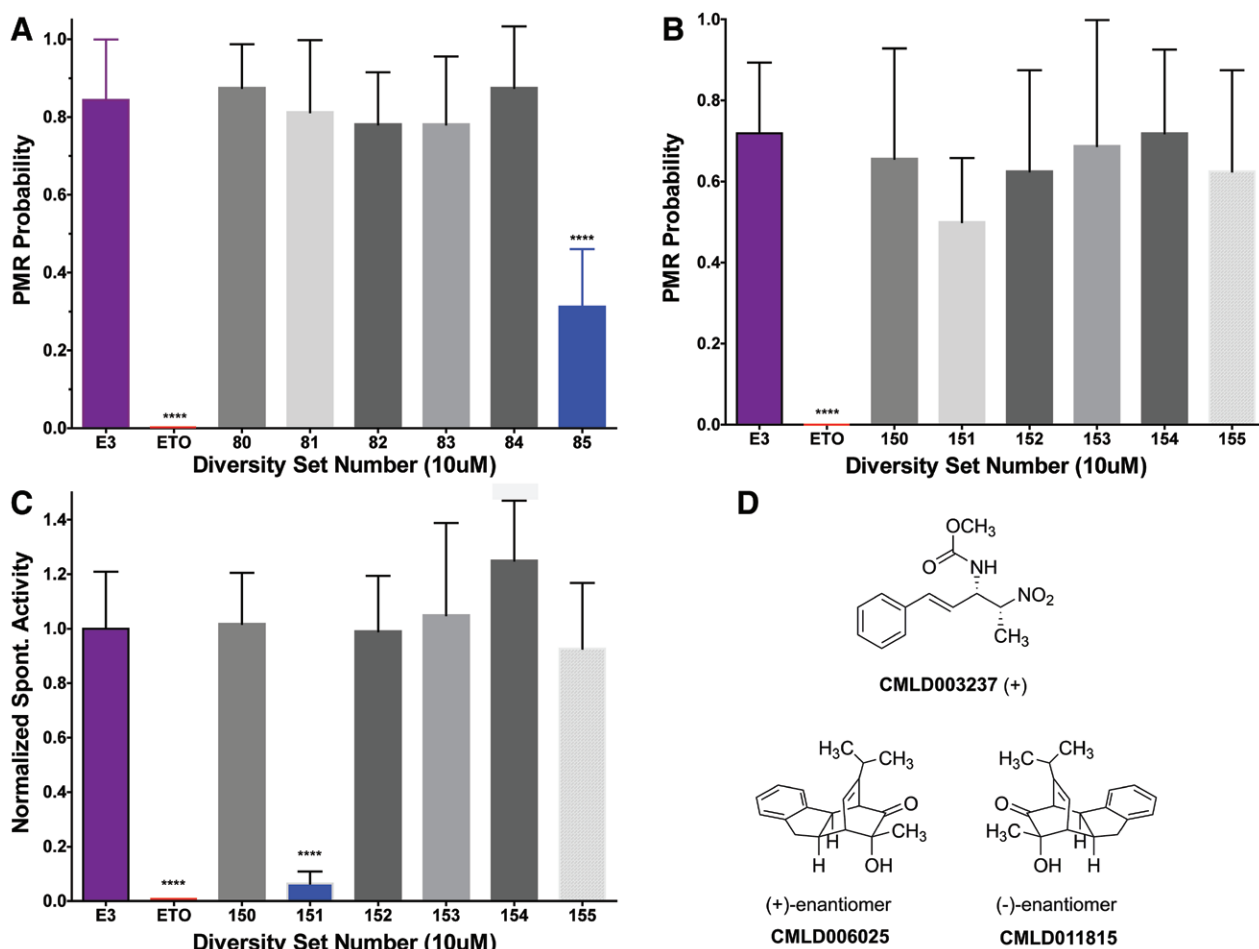 A
PMR Probability
1.0
0.8
0.6
0.4
0.2
0.0
****
****
E3 ETO 80 81 82 83 84 85
Diversity Set Number (10uM)
B
PMR Probability
1.0
0.8
0.6
0.4
0.2
0.0
****
E3 ETO 150 151 152 153 154 155
Diversity Set Number (10uM)
C
Normalized Spont. Activity
1.4
1.2
1.0
0.8
0.6
0.4
0.2
0.0
****
****
E3 ETO 150 151 152 153 154 155
Diversity Set Number (10uM)
D
OCH3
O NH
NO2
CH3
CMLD003237 (+)
H3C CH3
O
CH3
H
H OH
(+)-enantiomer
CMLD006025
H3C CH3
O
H3C
H
OH H
(-)-enantiomer
CMLD011815